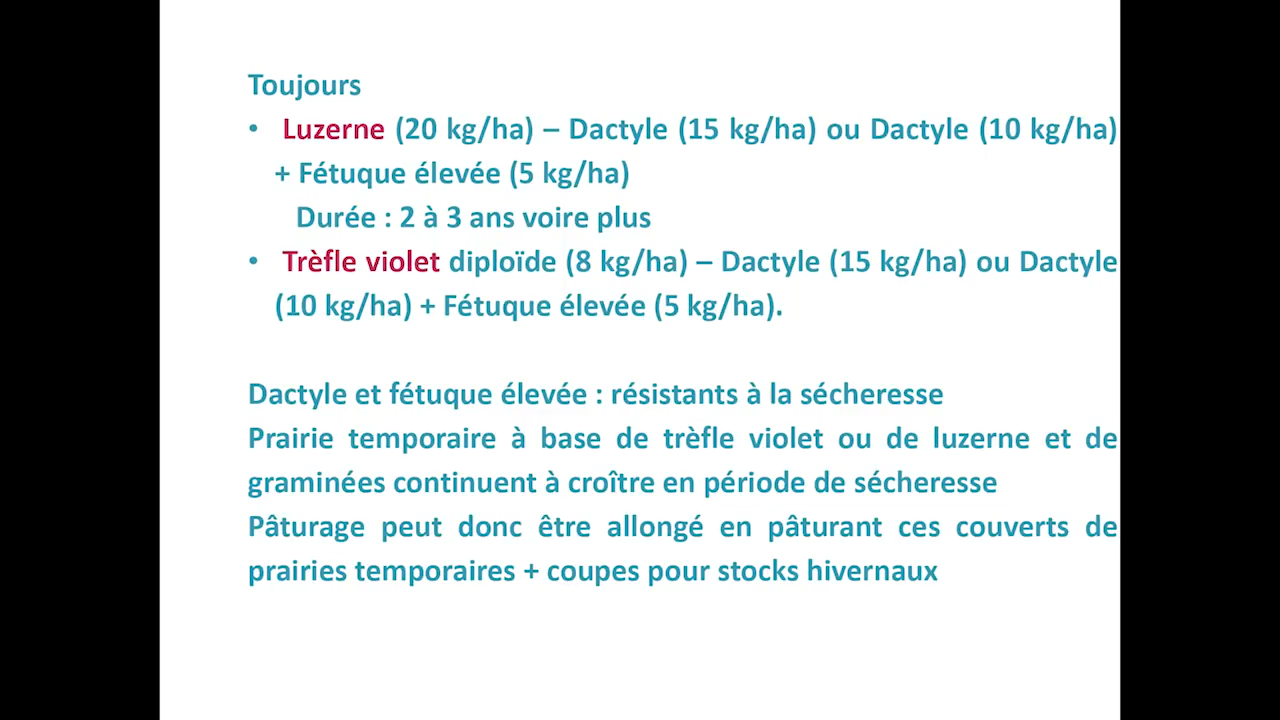 Toujours
• Luzerne (20 kg/ha) – Dactyle (15 kg/ha) ou Dactyle (10 kg/ha)
+ Fétuque élevée (5 kg/ha)
Durée : 2 à 3 ans voire plus
• Trèfle violet diploïde (8 kg/ha) – Dactyle (15 kg/ha) ou Dactyle
(10 kg/ha) + Fétuque élevée (5 kg/ha).
Dactyle et fétuque élevée : résistants à la sécheresse
Prairie temporaire à base de trèfle violet ou de luzerne et de
graminées continuent à croître en période de sécheresse
Pâturage peut donc être allongé en pâturant ces couverts de
prairies temporaires + coupes pour stocks hivernaux